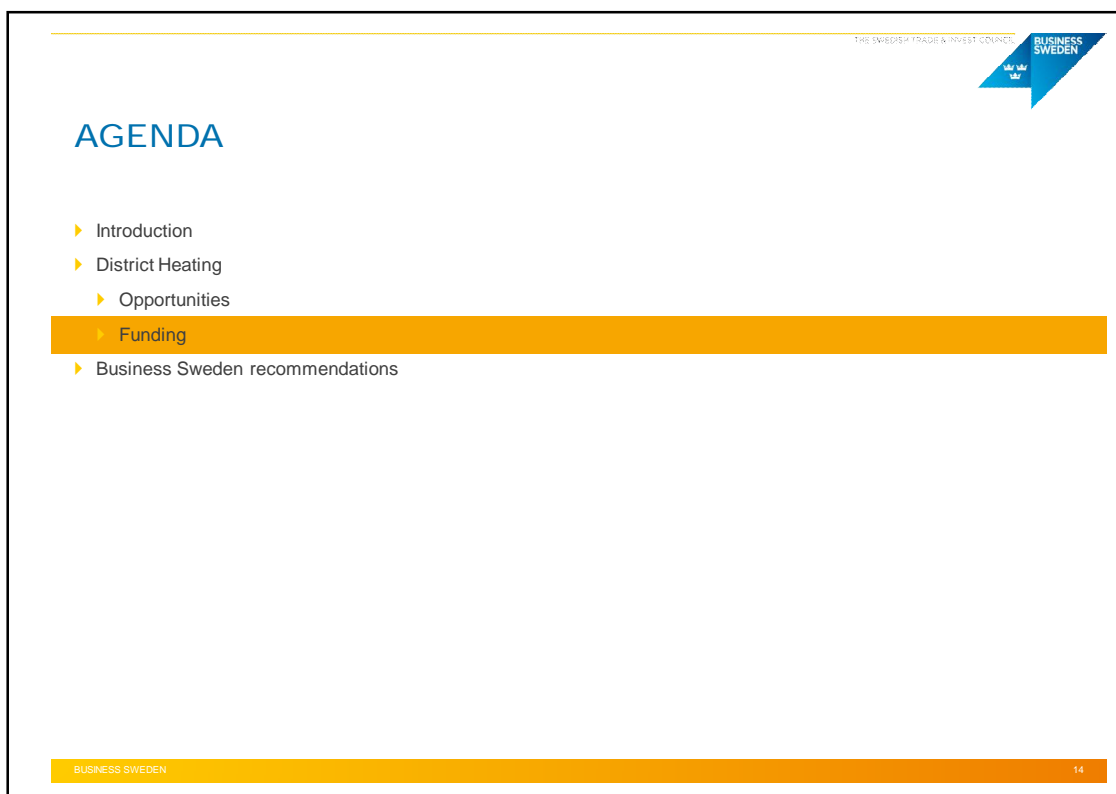 THE SWEDISH TRADE & INVEST COUNCIL
BUSINESS
SWEDEN
AGENDA
Introduction
District Heating
Opportunities
Funding
Business Sweden recommendations
BUSINESS SWEDEN
14